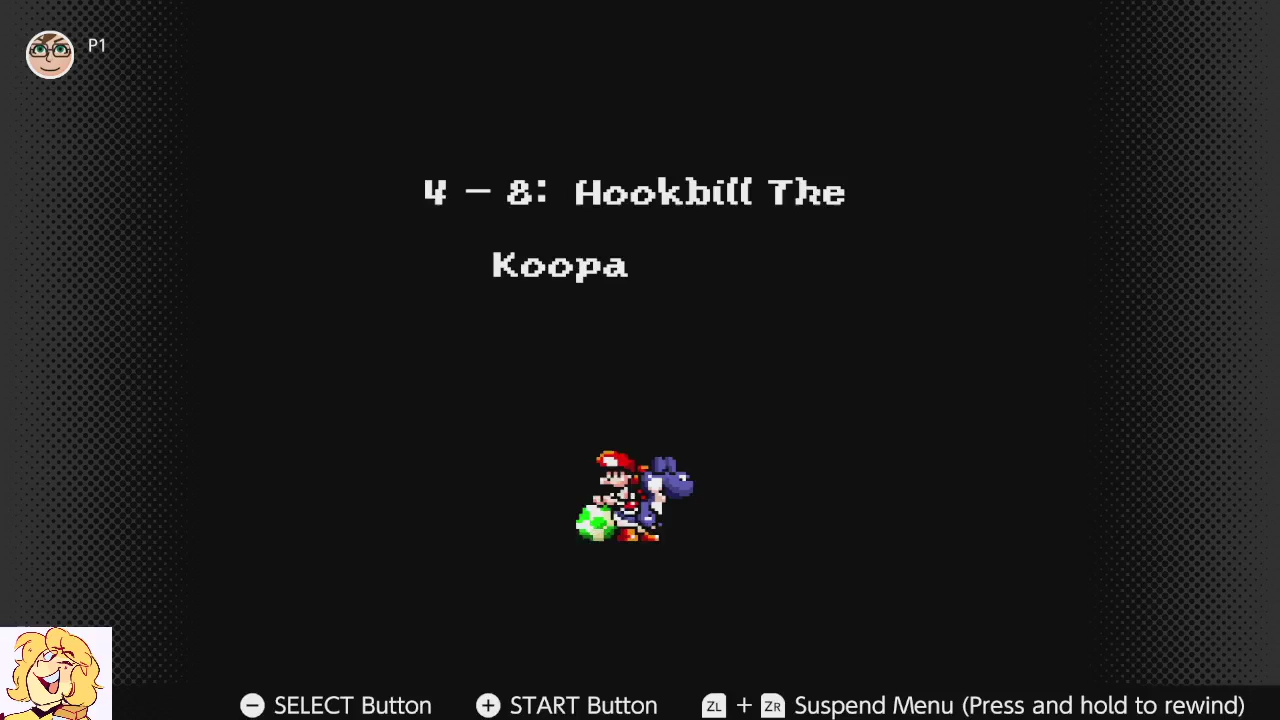 P1
4 - 8: Hookbill The
Koopa
SELECT Button START Button ZL + ZR Suspend Menu (Press and hold to rewind)